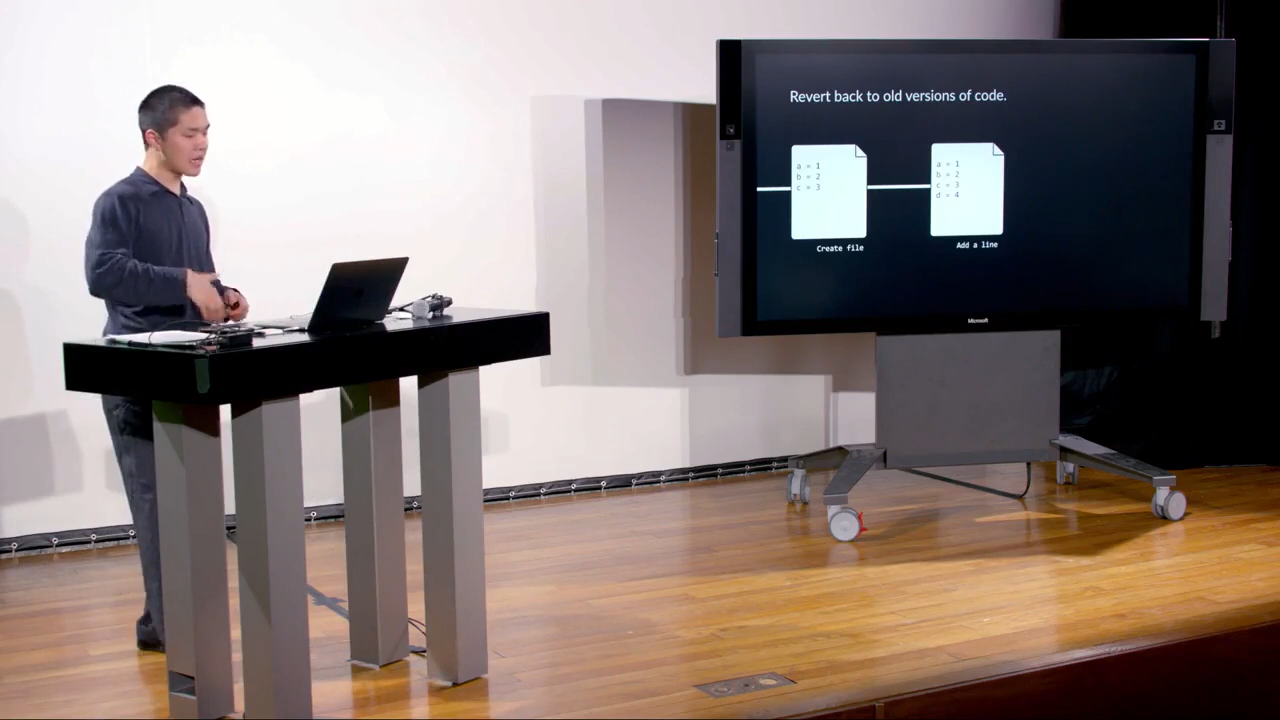 Revert back to old versions of code.
a = 1
b = 2
c = 3
Create file
a = 1
b = 2
c = 3
d = 4
Add a line
Microsoft